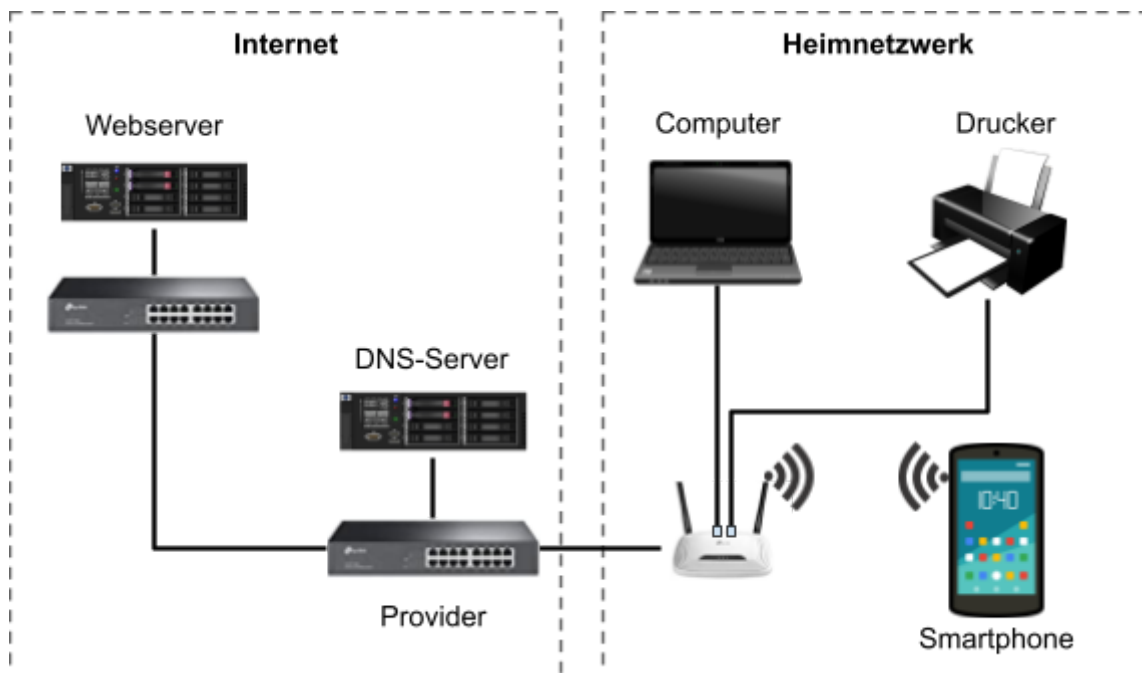 Internet
Heimnetzwerk
Webserver
Computer
Drucker
DNS-Server
10:40
Provider
Smartphone